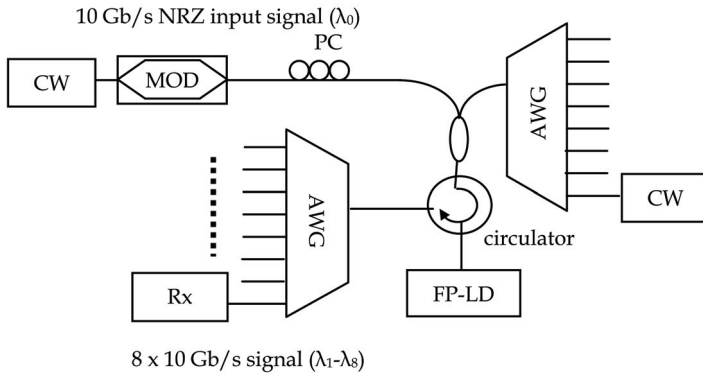 10 Gb/s NRZ input signal (λ₀)
PC
CW
MOD
AWG
CW
AWG
circulator
Rx
FP-LD
8 x 10 Gb/s signal (λ₁-λ₈)